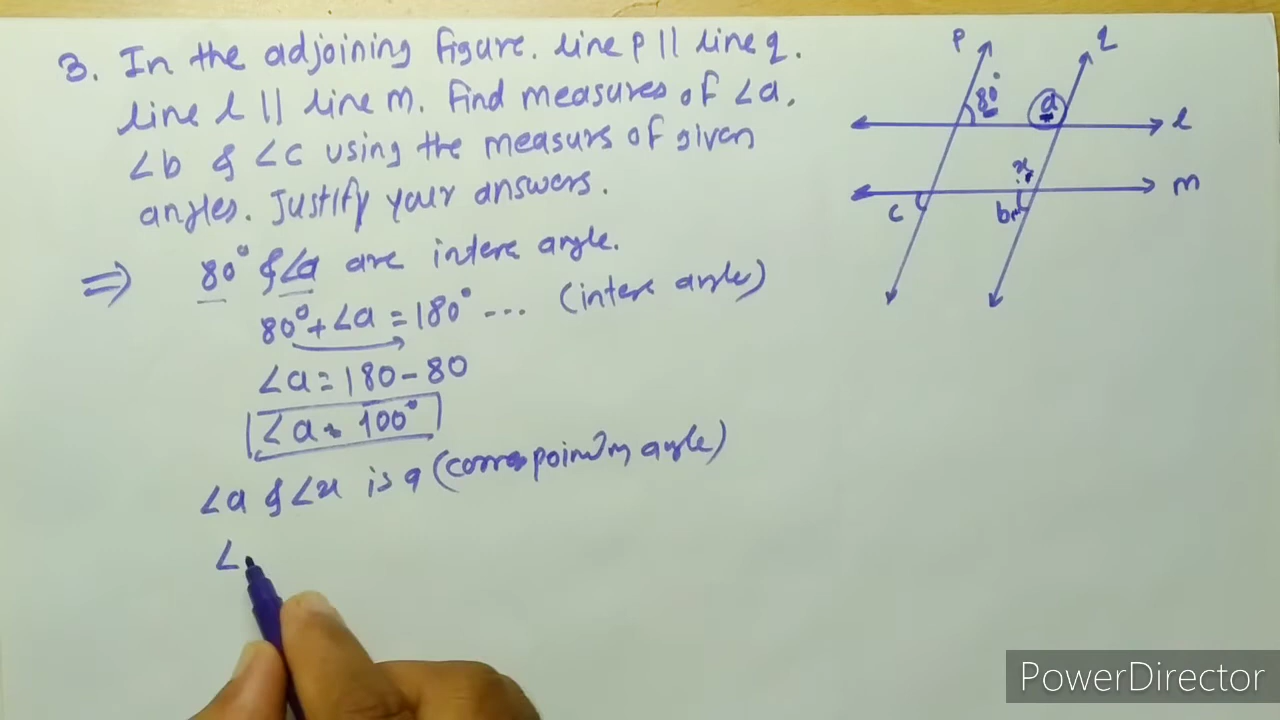 3. In the adjoining figure. line p || line q.
line l || line m. Find measures of ∠a,
∠b & ∠c using the measurs of given
angles. Justify your answers.
⇒ 80° & ∠a are intere angle.
80° + ∠a = 180° ... (intere angle)
∠a = 180 - 80
∠a = 100°
∠a & ∠x is a (correspoinding angle)
∠
p
q
80°
a
l
x
m
c
b
PowerDirector